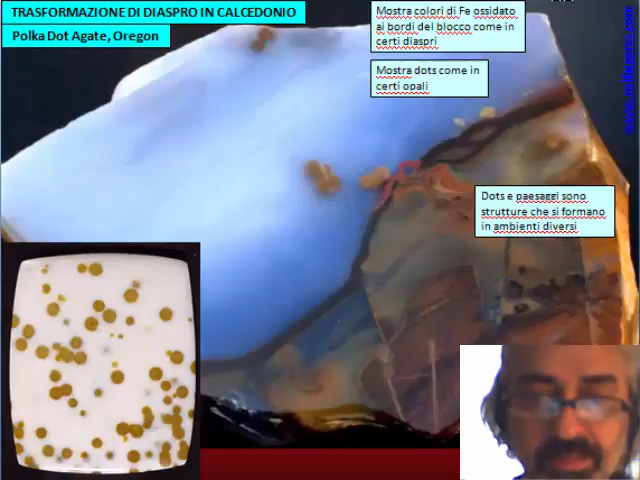 TRASFORMAZIONE DI DIASPRO IN CALCEDONIO
Polka Dot Agate, Oregon
Mostra colori di Fe ossidato
ai bordi del blocco come in
certi diaspri
Mostra dots come in
certi opali
Dots e paesaggi sono
strutture che si formano
in ambienti diversi